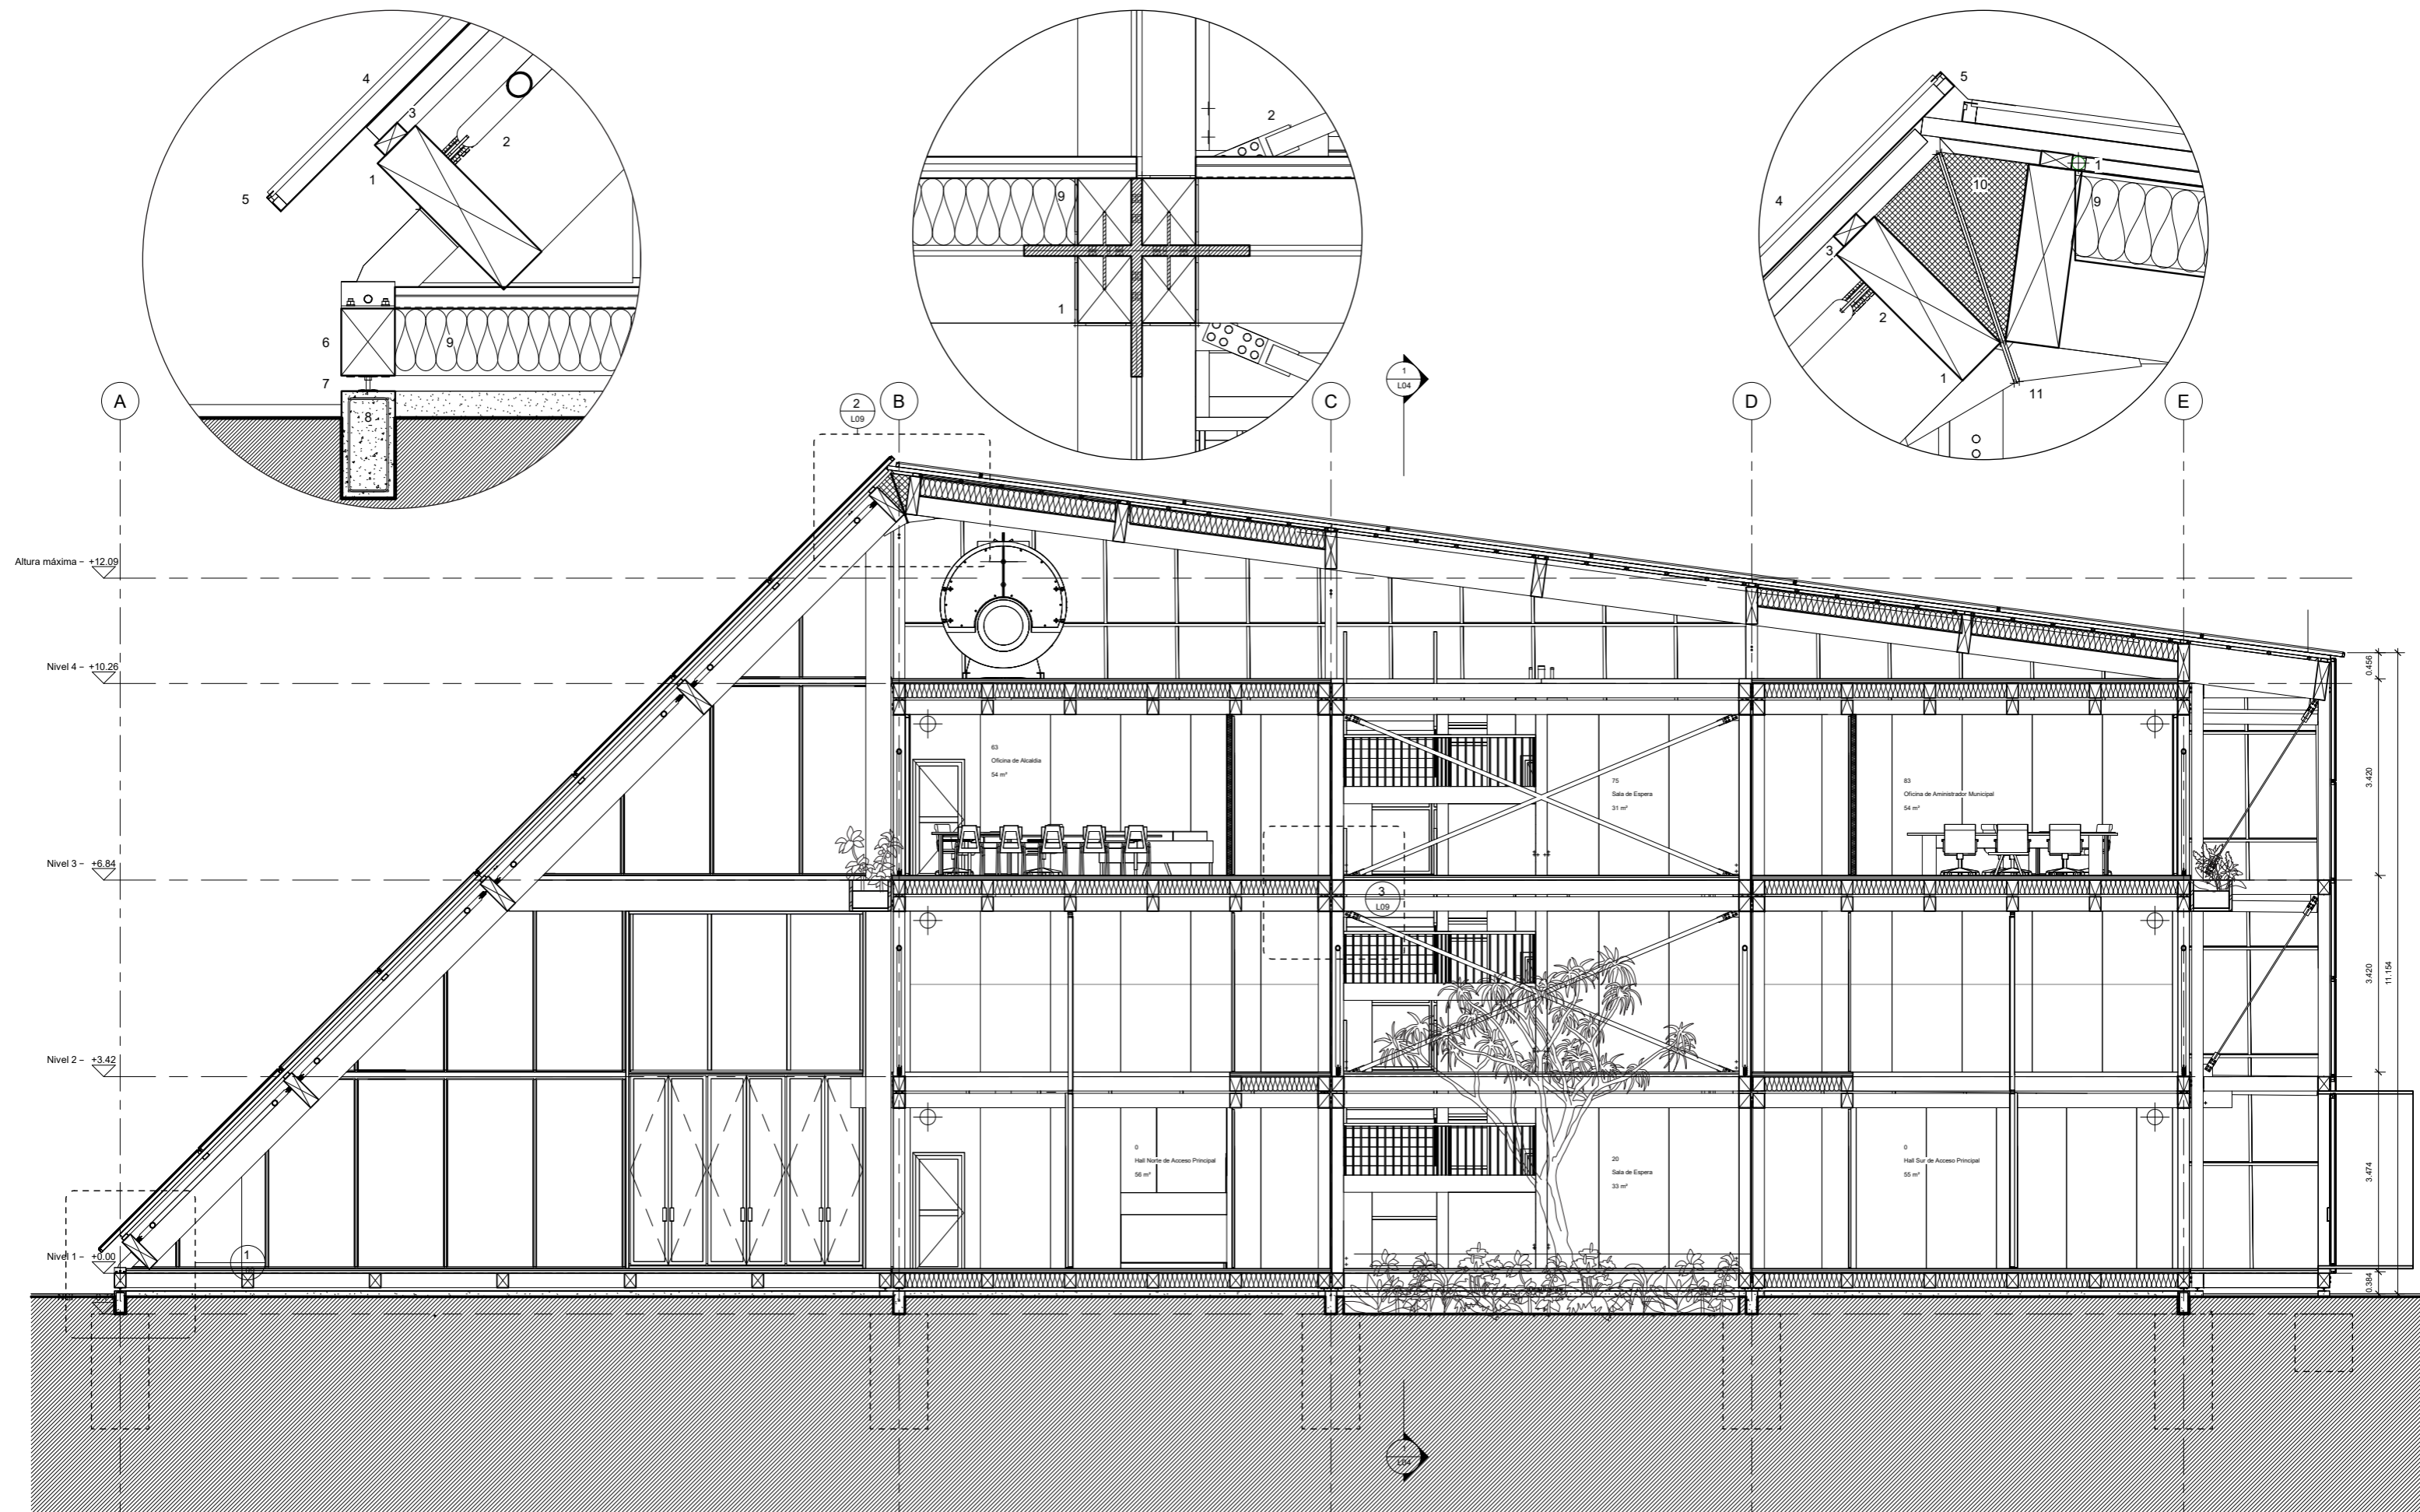 4
3
2
1
5
6
9
7
8
2
9
1
5
10
1
4
9
3
2
1
11
A
B
C
D
E
2
L09
1
L04
Altura máxima - +12.09
Nivel 4 - +10.26
Nivel 3 - +6.84
Nivel 2 - +3.42
Nivel 1 - +0.00
63
Oficina de Alcaldía
54 m²
75
Sala de Espera
31 m²
83
Oficina de Aministrador Municipal
54 m²
3
L09
0
Hall Norte de Acceso Principal
56 m²
20
Sala de Espera
33 m²
0
Hall Sur de Acceso Principal
55 m²
1
0.456
3.420
3.420
11.154
3.474
0.384
1
L04